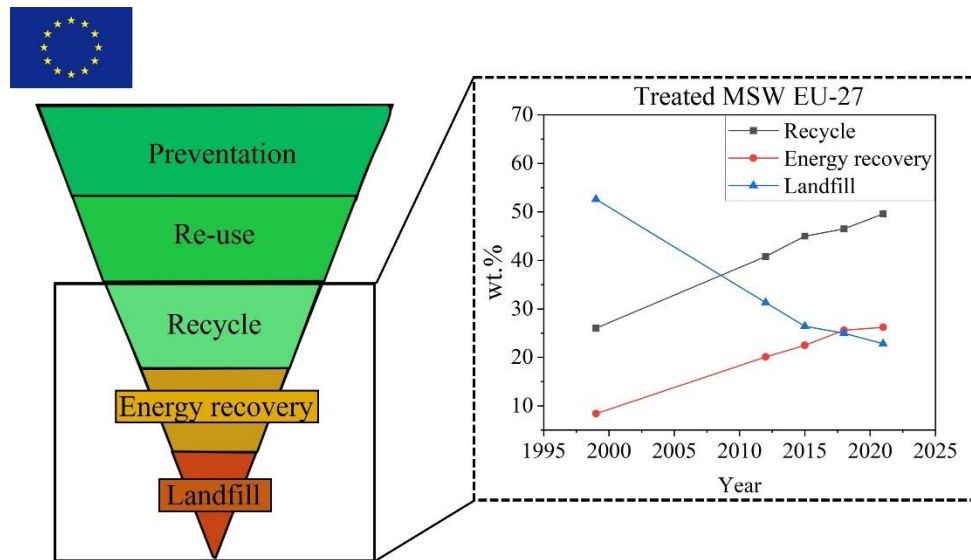 Preventation
Re-use
Recycle
Energy recovery
Landfill
Treated MSW EU-27
Recycle
Energy recovery
Landfill
wt.%
70
60
50
40
30
20
10
1995 2000 2005 2010 2015 2020 2025
Year